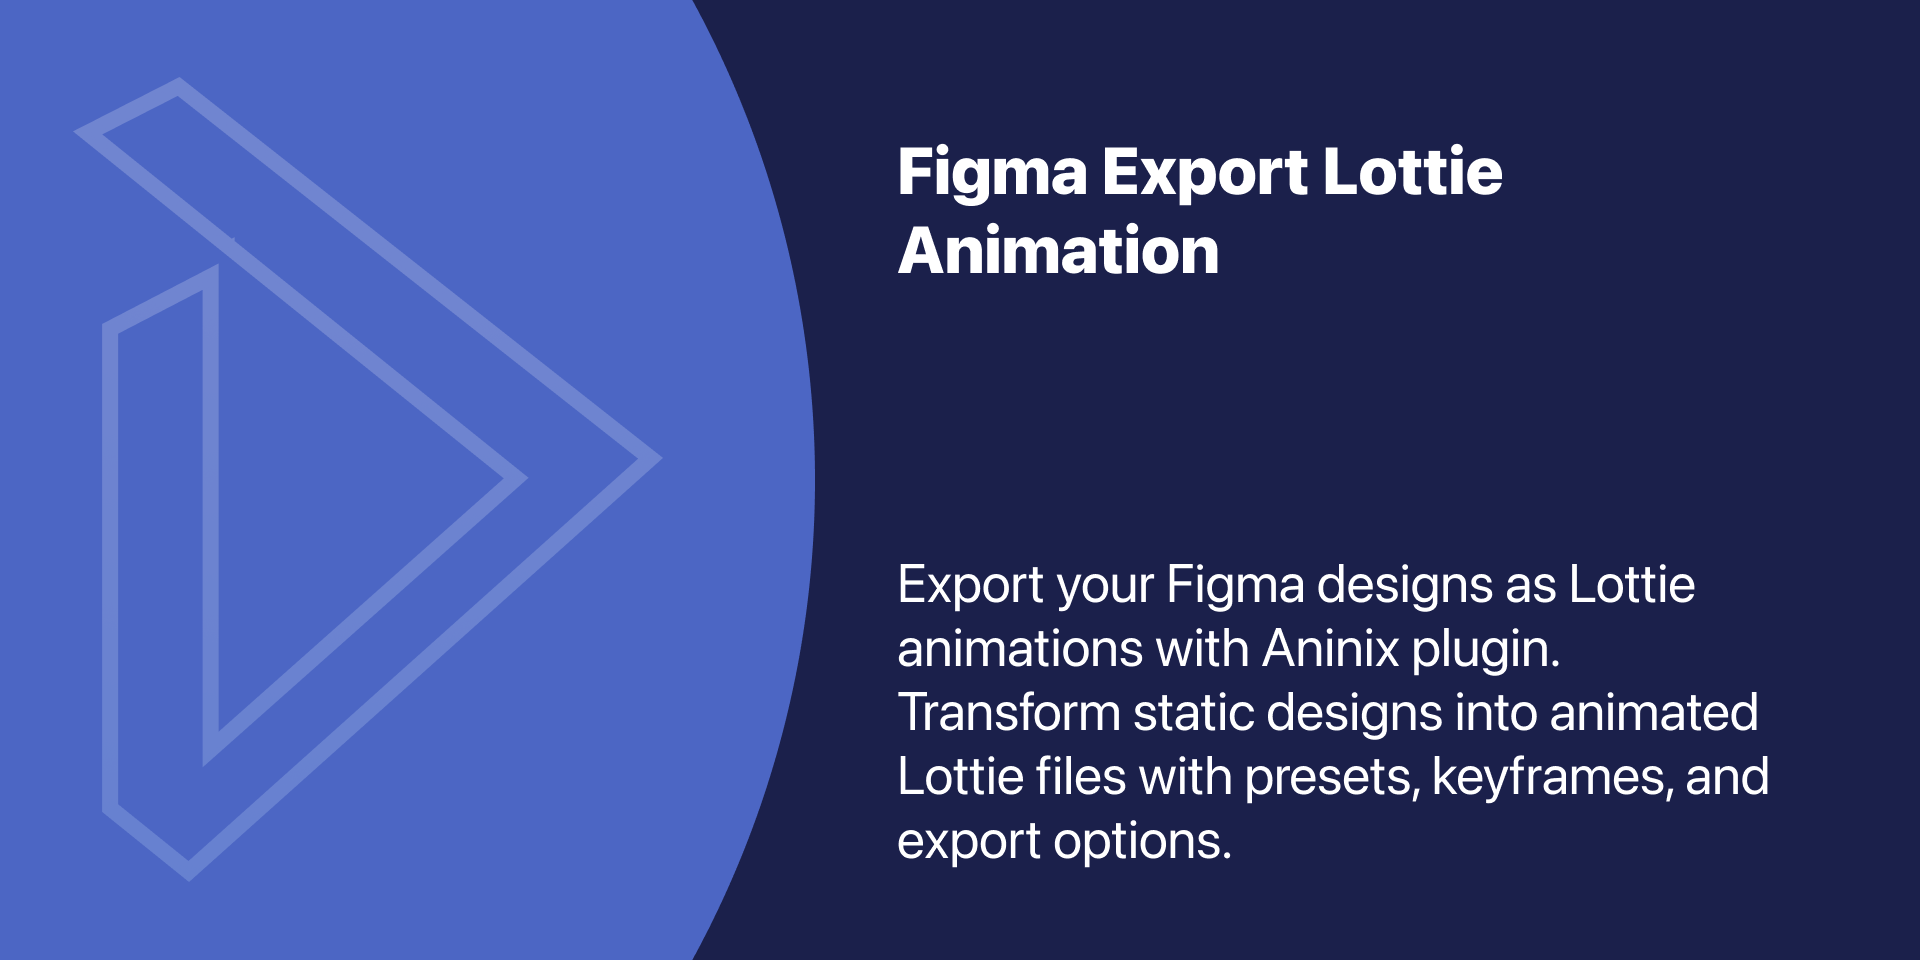 Figma Export Lottie
Animation
Export your Figma designs as Lottie
animations with Aninix plugin.
Transform static designs into animated
Lottie files with presets, keyframes, and
export options.